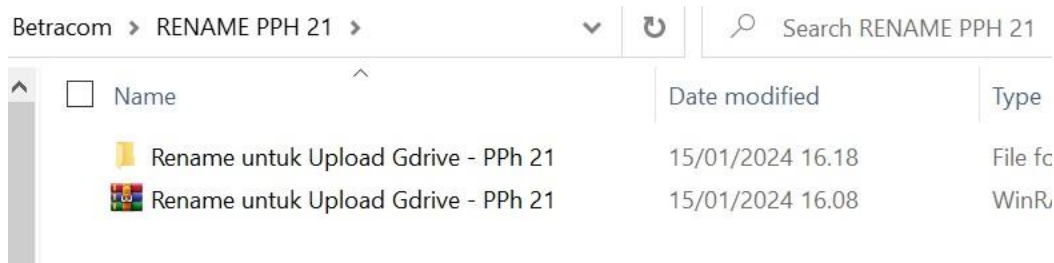 Betracom > RENAME PPH 21 > Search RENAME PPH 21
Name Date modified Type
Rename untuk Upload Gdrive - PPh 21 15/01/2024 16.18 File fo
Rename untuk Upload Gdrive - PPh 21 15/01/2024 16.08 WinRA